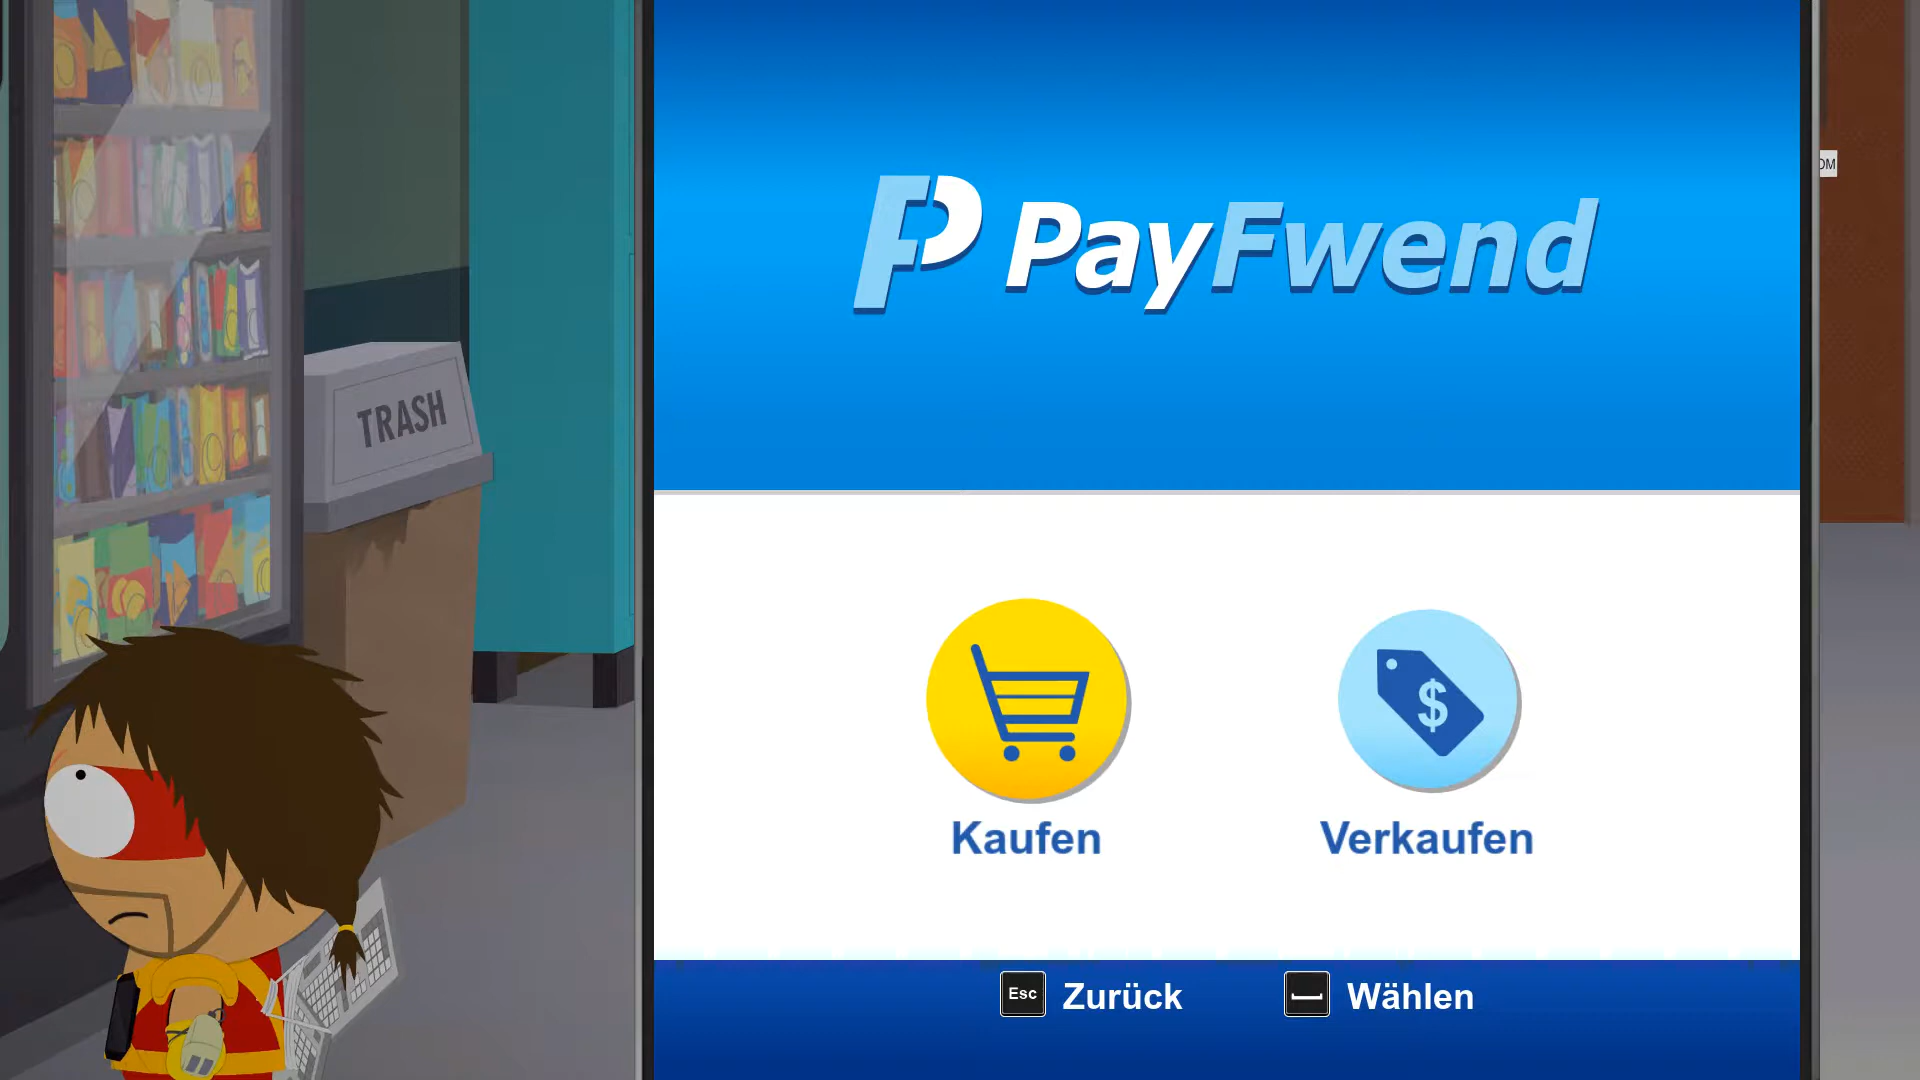 PayFwend
TRASH
$
Kaufen
Verkaufen
Esc Zurück
Wählen